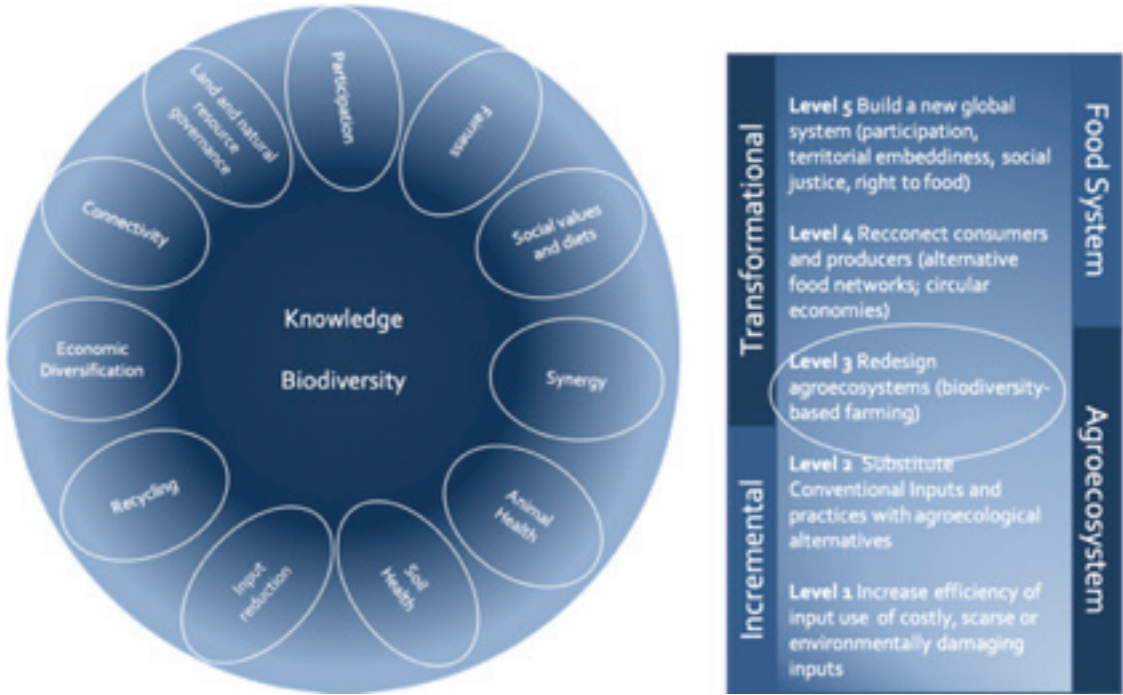 Participation
Fairness
Social values
and diets
Synergy
Animal
Health
Soil
Health
Input
reduction
Recycling
Economic
Diversification
Connectivity
Land and natural
resource
governance
Knowledge
Biodiversity
Transformational
Incremental
Level 5 Build a new global
system (participation,
territorial embeddiness, social
justice, right to food)
Level 4 Recconect consumers
and producers (alternative
food networks; circular
economies)
Level 3 Redesign
agroecosystems (biodiversity-
based farming)
Level 2 Substitute
Conventional Inputs and
practices with agroecological
alternatives
Level 1 Increase efficiency of
input use of costly, scarse or
environmentally damaging
inputs
Food System
Agroecosystem